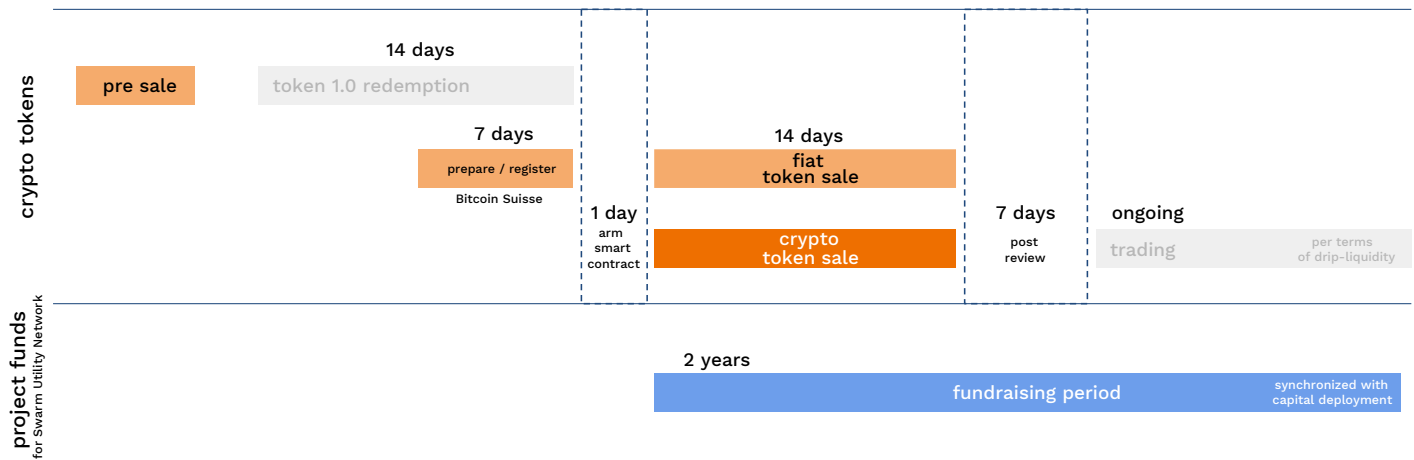 crypto tokens
14 days
pre sale
token 1.0 redemption
7 days
prepare / register
Bitcoin Suisse
1 day
arm
smart
contract
14 days
fiat
token sale
crypto
token sale
7 days
post
review
ongoing
trading
per terms
of drip-liquidity
project funds
for Swarm Utility Network
2 years
fundraising period
synchronized with
capital deployment